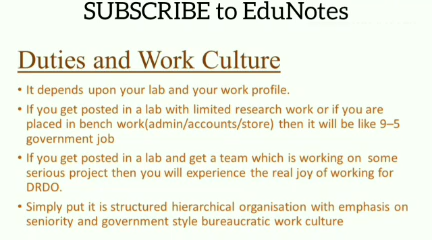 SUBSCRIBE to EduNotes
Duties and Work Culture
• It depends upon your lab and your work profile.
• If you get posted in a lab with limited research work or if you are
placed in bench work(admin/accounts/store) then it will be like 9–5
government job
• If you get posted in a lab and get a team which is working on some
serious project then you will experience the real joy of working for
DRDO.
• Simply put it is structured hierarchical organisation with emphasis on
seniority and government style bureaucratic work culture